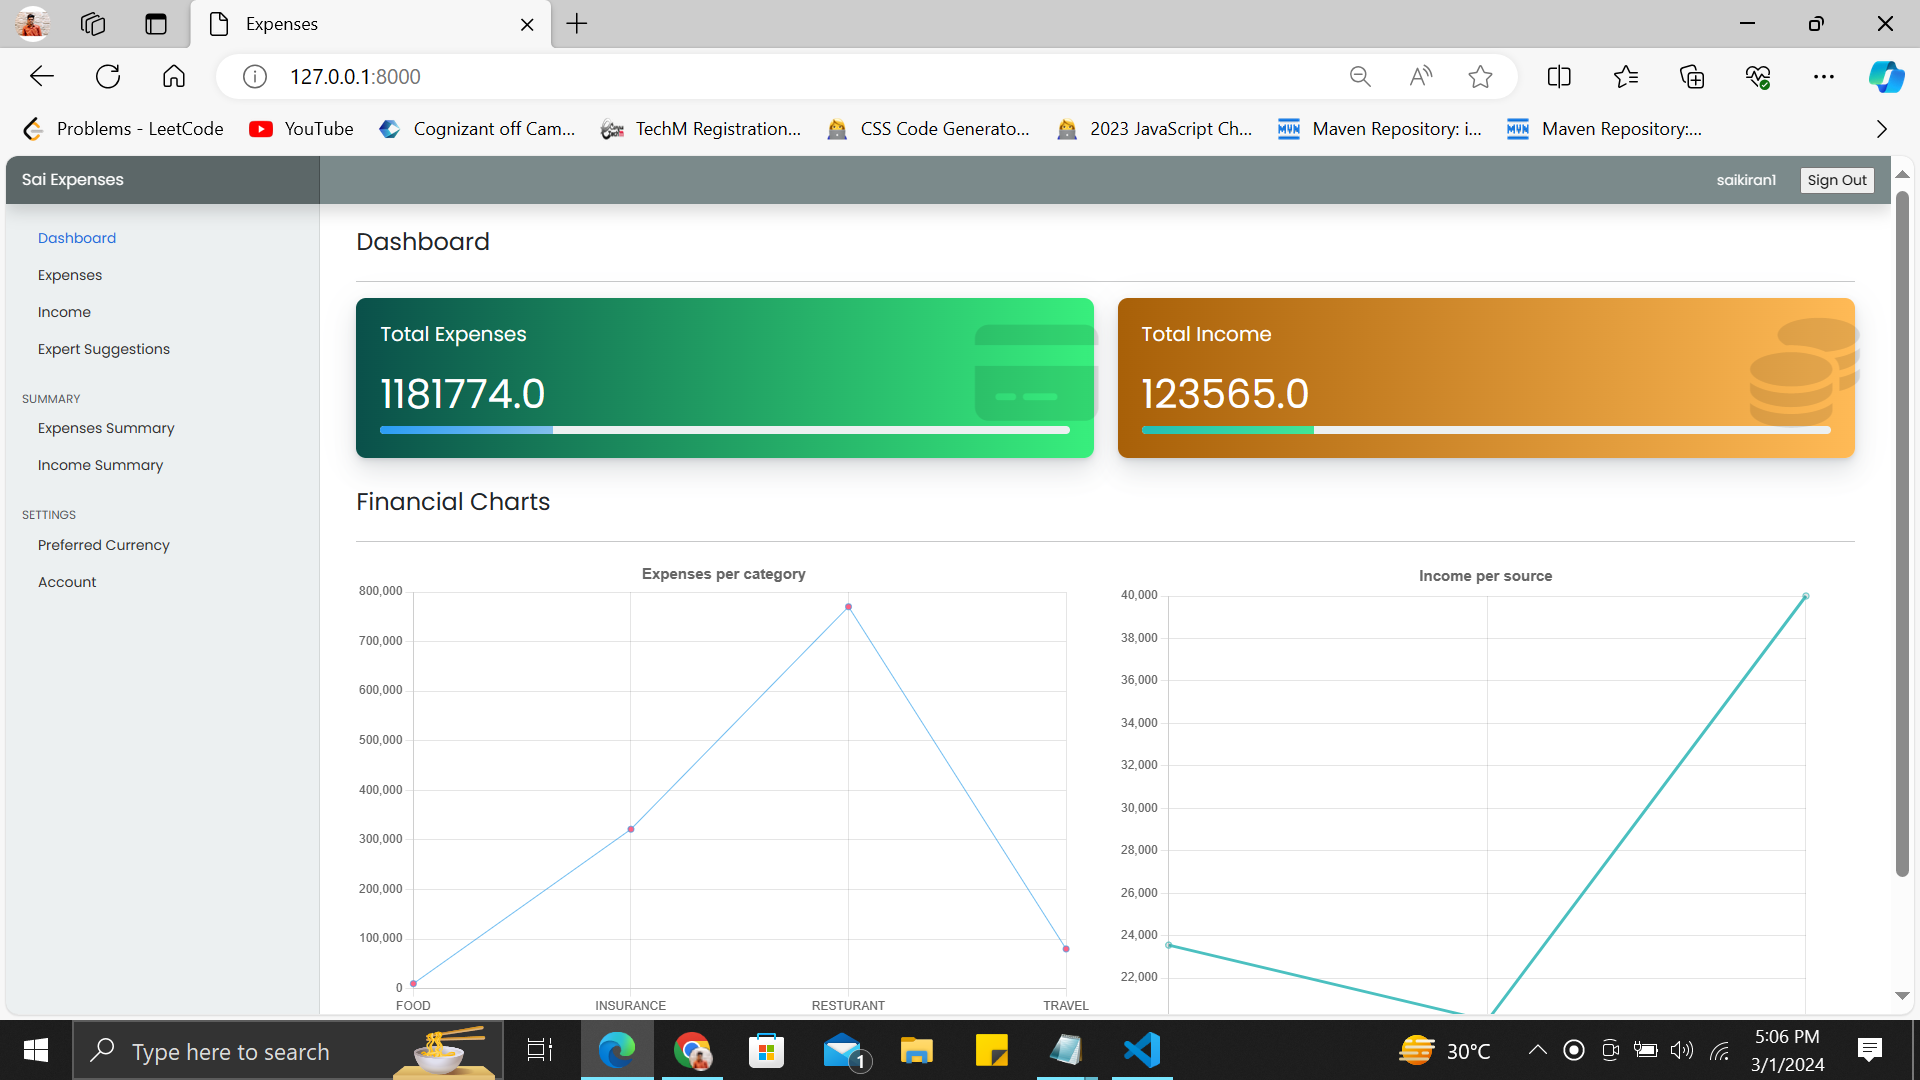 Expenses
127.0.0.1:8000
Problems - LeetCode
YouTube
Cognizant off Cam...
TechM Registration...
CSS Code Generato...
2023 JavaScript Ch...
Maven Repository: i...
Maven Repository:...
Sai Expenses
saikiran1
Sign Out
Dashboard
Expenses
Income
Expert Suggestions
SUMMARY
Expenses Summary
Income Summary
SETTINGS
Preferred Currency
Account
Dashboard
Total Expenses
1181774.0
Total Income
123565.0
Financial Charts
Expenses per category
800,000
700,000
600,000
500,000
400,000
300,000
200,000
100,000
0
FOOD
INSURANCE
RESTURANT
TRAVEL
Income per source
40,000
38,000
36,000
34,000
32,000
30,000
28,000
26,000
24,000
22,000
Type here to search
1
30°C
5:06 PM
3/1/2024